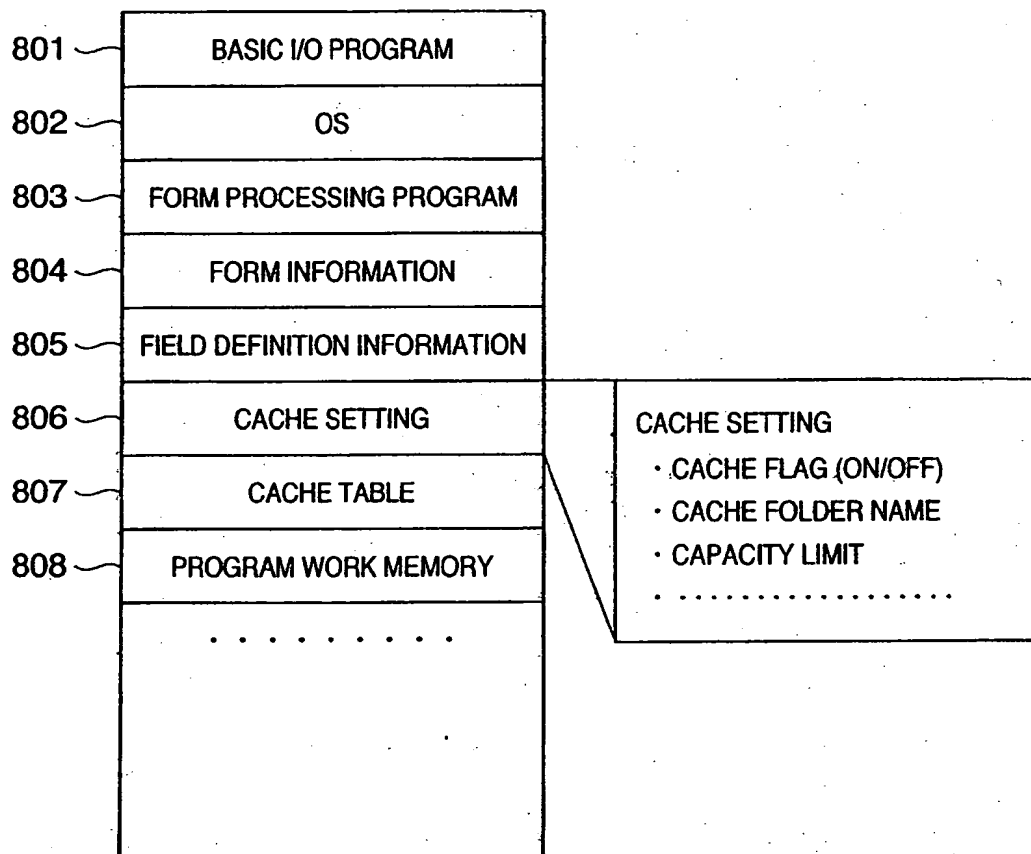 801 BASIC I/O PROGRAM
802 OS
803 FORM PROCESSING PROGRAM
804 FORM INFORMATION
805 FIELD DEFINITION INFORMATION
806 CACHE SETTING
807 CACHE TABLE
808 PROGRAM WORK MEMORY
. . . . . . . . .
CACHE SETTING
· CACHE FLAG (ON/OFF)
· CACHE FOLDER NAME
· CAPACITY LIMIT
. . . . . . . . . . . . . . . . . . .